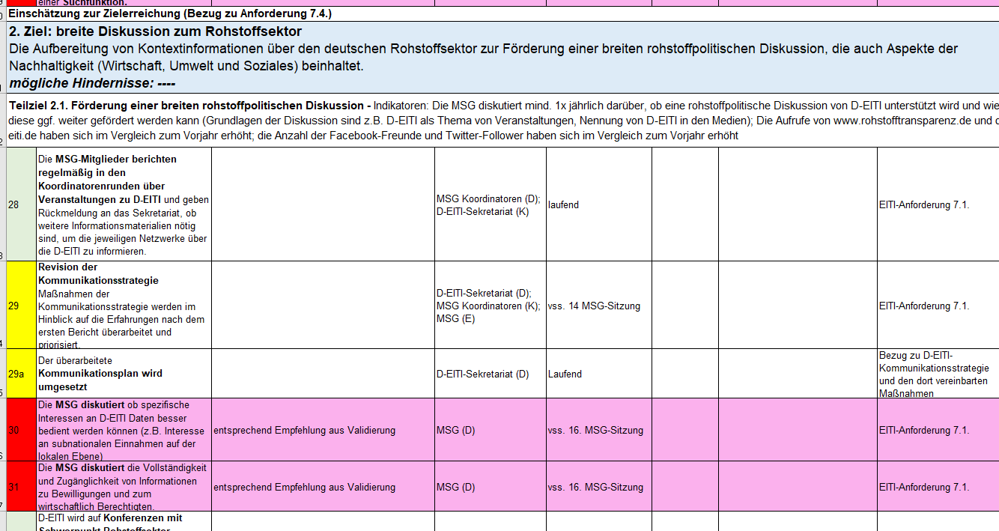 einer Suchfunktion.
Einschätzung zur Zielerreichung (Bezug zu Anforderung 7.4.)
2. Ziel: breite Diskussion zum Rohstoffsektor
Die Aufbereitung von Kontextinformationen über den deutschen Rohstoffsektor zur Förderung einer breiten rohstoffpolitischen Diskussion, die auch Aspekte der
Nachhaltigkeit (Wirtschaft, Umwelt und Soziales) beinhaltet.
mögliche Hindernisse: ----
Teilziel 2.1. Förderung einer breiten rohstoffpolitischen Diskussion - Indikatoren: Die MSG diskutiert mind. 1x jährlich darüber, ob eine rohstoffpolitische Diskussion von D-EITI unterstützt wird und wie
diese ggf. weiter gefördert werden kann (Grundlagen der Diskussion sind z.B. D-EITI als Thema von Veranstaltungen, Nennung von D-EITI in den Medien); Die Aufrufe von www.rohstofftransparenz.de und
eiti.de haben sich im Vergleich zum Vorjahr erhöht; die Anzahl der Facebook-Freunde und Twitter-Follower haben sich im Vergleich zum Vorjahr erhöht
28
Die MSG-Mitglieder berichten
regelmäßig in den
Koordinatorenrunden über
Veranstaltungen zu D-EITI und geben
Rückmeldung an das Sekretariat, ob
weitere Informationsmaterialien nötig
sind, um die jeweiligen Netzwerke über
die D-EITI zu informieren.
MSG Koordinatoren (D);
D-EITI-Sekretariat (K)
laufend
EITI-Anforderung 7.1.
29
Revision der
Kommunikationsstrategie
Maßnahmen der
Kommunikationsstrategie werden im
Hinblick auf die Erfahrungen nach dem
ersten Bericht überarbeitet und
priorisiert.
D-EITI-Sekretariat (D);
MSG Koordinatoren (K);
MSG (E)
vss. 14 MSG-Sitzung
EITI-Anforderung 7.1.
29a
Der überarbeitete
Kommunikationsplan wird
umgesetzt
D-EITI-Sekretariat (D)
Laufend
Bezug zu D-EITI-
Kommunikationsstrategie
und den dort vereinbarten
Maßnahmen
30
Die MSG diskutiert ob spezifische
Interessen an D-EITI Daten besser
bedient werden können (z.B. Interesse
an subnationalen Einnahmen auf der
lokalen Ebene)
entsprechend Empfehlung aus Validierung
MSG (D)
vss. 16. MSG-Sitzung
EITI-Anforderung 7.1.
31
Die MSG diskutiert die Vollständigkeit
und Zugänglichkeit von Informationen
zu Bewilligungen und zum
wirtschaftlich Berechtigten.
entsprechend Empfehlung aus Validierung
MSG (D)
vss. 16. MSG-Sitzung
EITI-Anforderung 7.1.
D-EITI wird auf Konferenzen mit
Schwerpunkt Rohstoffsektor